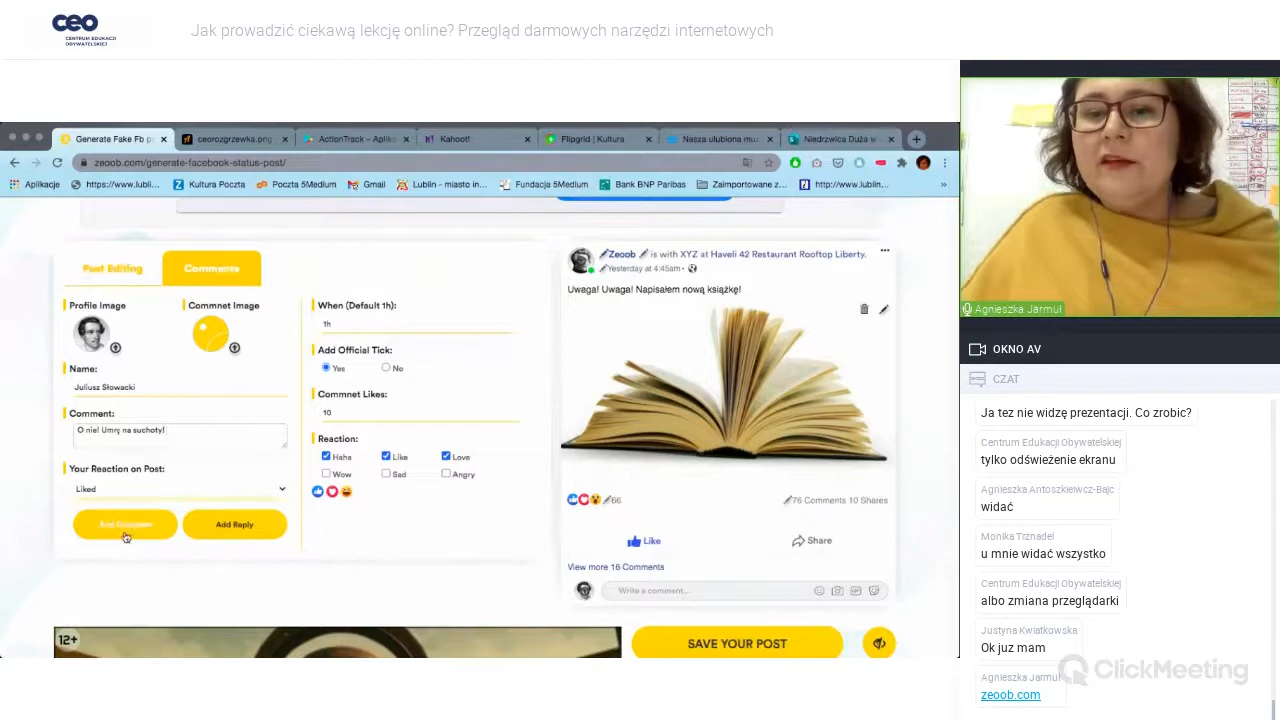 ceo
CENTRUM EDUKACJI
OBYWATELSKIEJ
Jak prowadzić ciekawą lekcję online? Przegląd darmowych narzędzi internetowych
Generate Fake Fb p
ceorozgrzewka.png
ActionTrack – Aplik
Kahoot!
Flipgrid | Kultura
Nasza ulubiona mu
Niedrzwica Duża w
zeoob.com/generate-facebook-status-post/
Aplikacje
https://www.lubli...
Kultura Poczta
Poczta 5Medium
Gmail
Lublin - miasto in...
Fundacja 5Medium
Bank BNP Paribas
Zaimportowane z...
http://www.lublin...
»
Post Editing
Comments
Profile Image
Commnet Image
Name:
Juliusz Słowacki
Comment:
O nie! Umrę na suchoty!
Your Reaction on Post:
Liked
Add Comment
Add Reply
When (Default 1h):
1h
Add Official Tick:
Yes
No
Commnet Likes:
10
Reaction:
Haha
Like
Love
Wow
Sad
Angry
Zeoob is with XYZ at Haveli 42 Restaurant Rooftop Liberty.
Yesterday at 4:45am
Uwaga! Uwaga! Napisałem nową książkę!
66
76 Comments 10 Shares
Like
Share
View more 16 Comments
Write a comment...
12+
SAVE YOUR POST
Agnieszka Jarmuł
OKNO AV
CZAT
Ja tez nie widzę prezentacji. Co zrobic?
Centrum Edukacji Obywatelskiej
tylko odświeżenie ekranu
Agnieszka Antoszkieiwcz-Bajc
widać
Monika Trznadel
u mnie widać wszystko
Centrum Edukacji Obywatelskiej
albo zmiana przeglądarki
Justyna Kwiatkowska
Ok juz mam
Agnieszka Jarmuł
zeoob.com
ClickMeeting